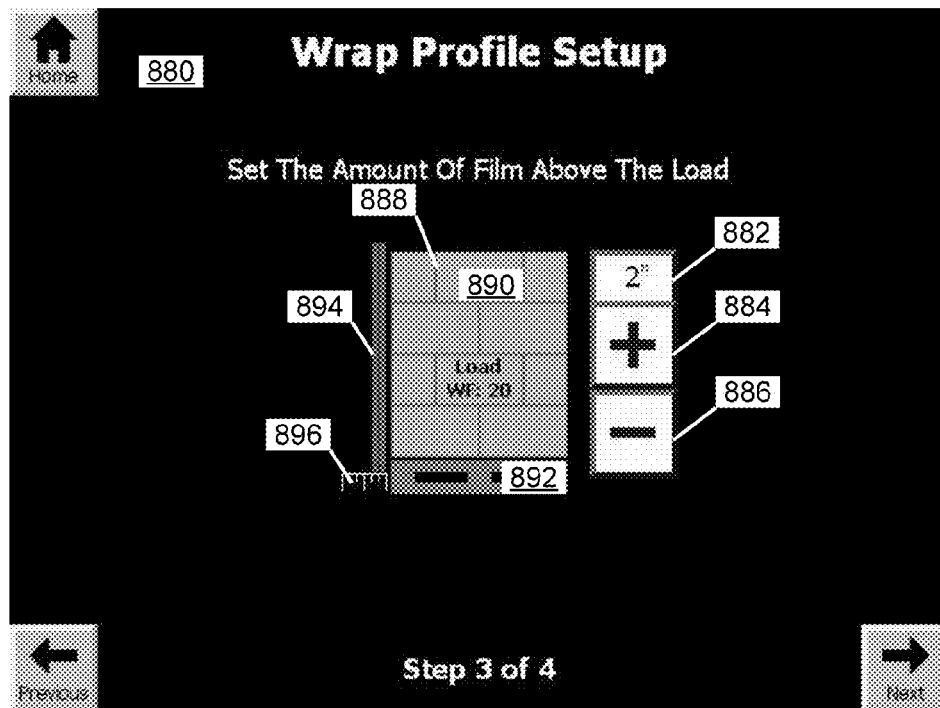 Wrap Profile Setup
Home
880
Set The Amount Of Film Above The Load
888
882
2"
890
884
894
Load
WF: 20
886
896
892
Previous
Step 3 of 4
Next